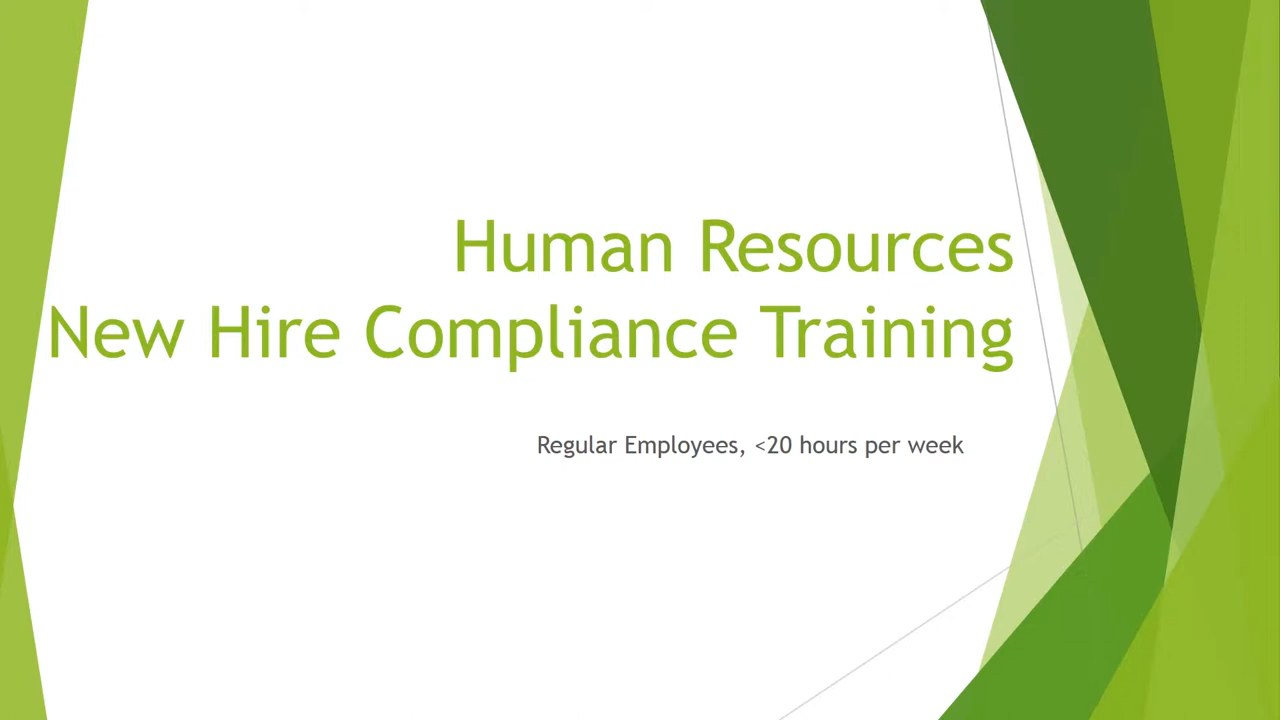 Human Resources
New Hire Compliance Training
Regular Employees, <20 hours per week